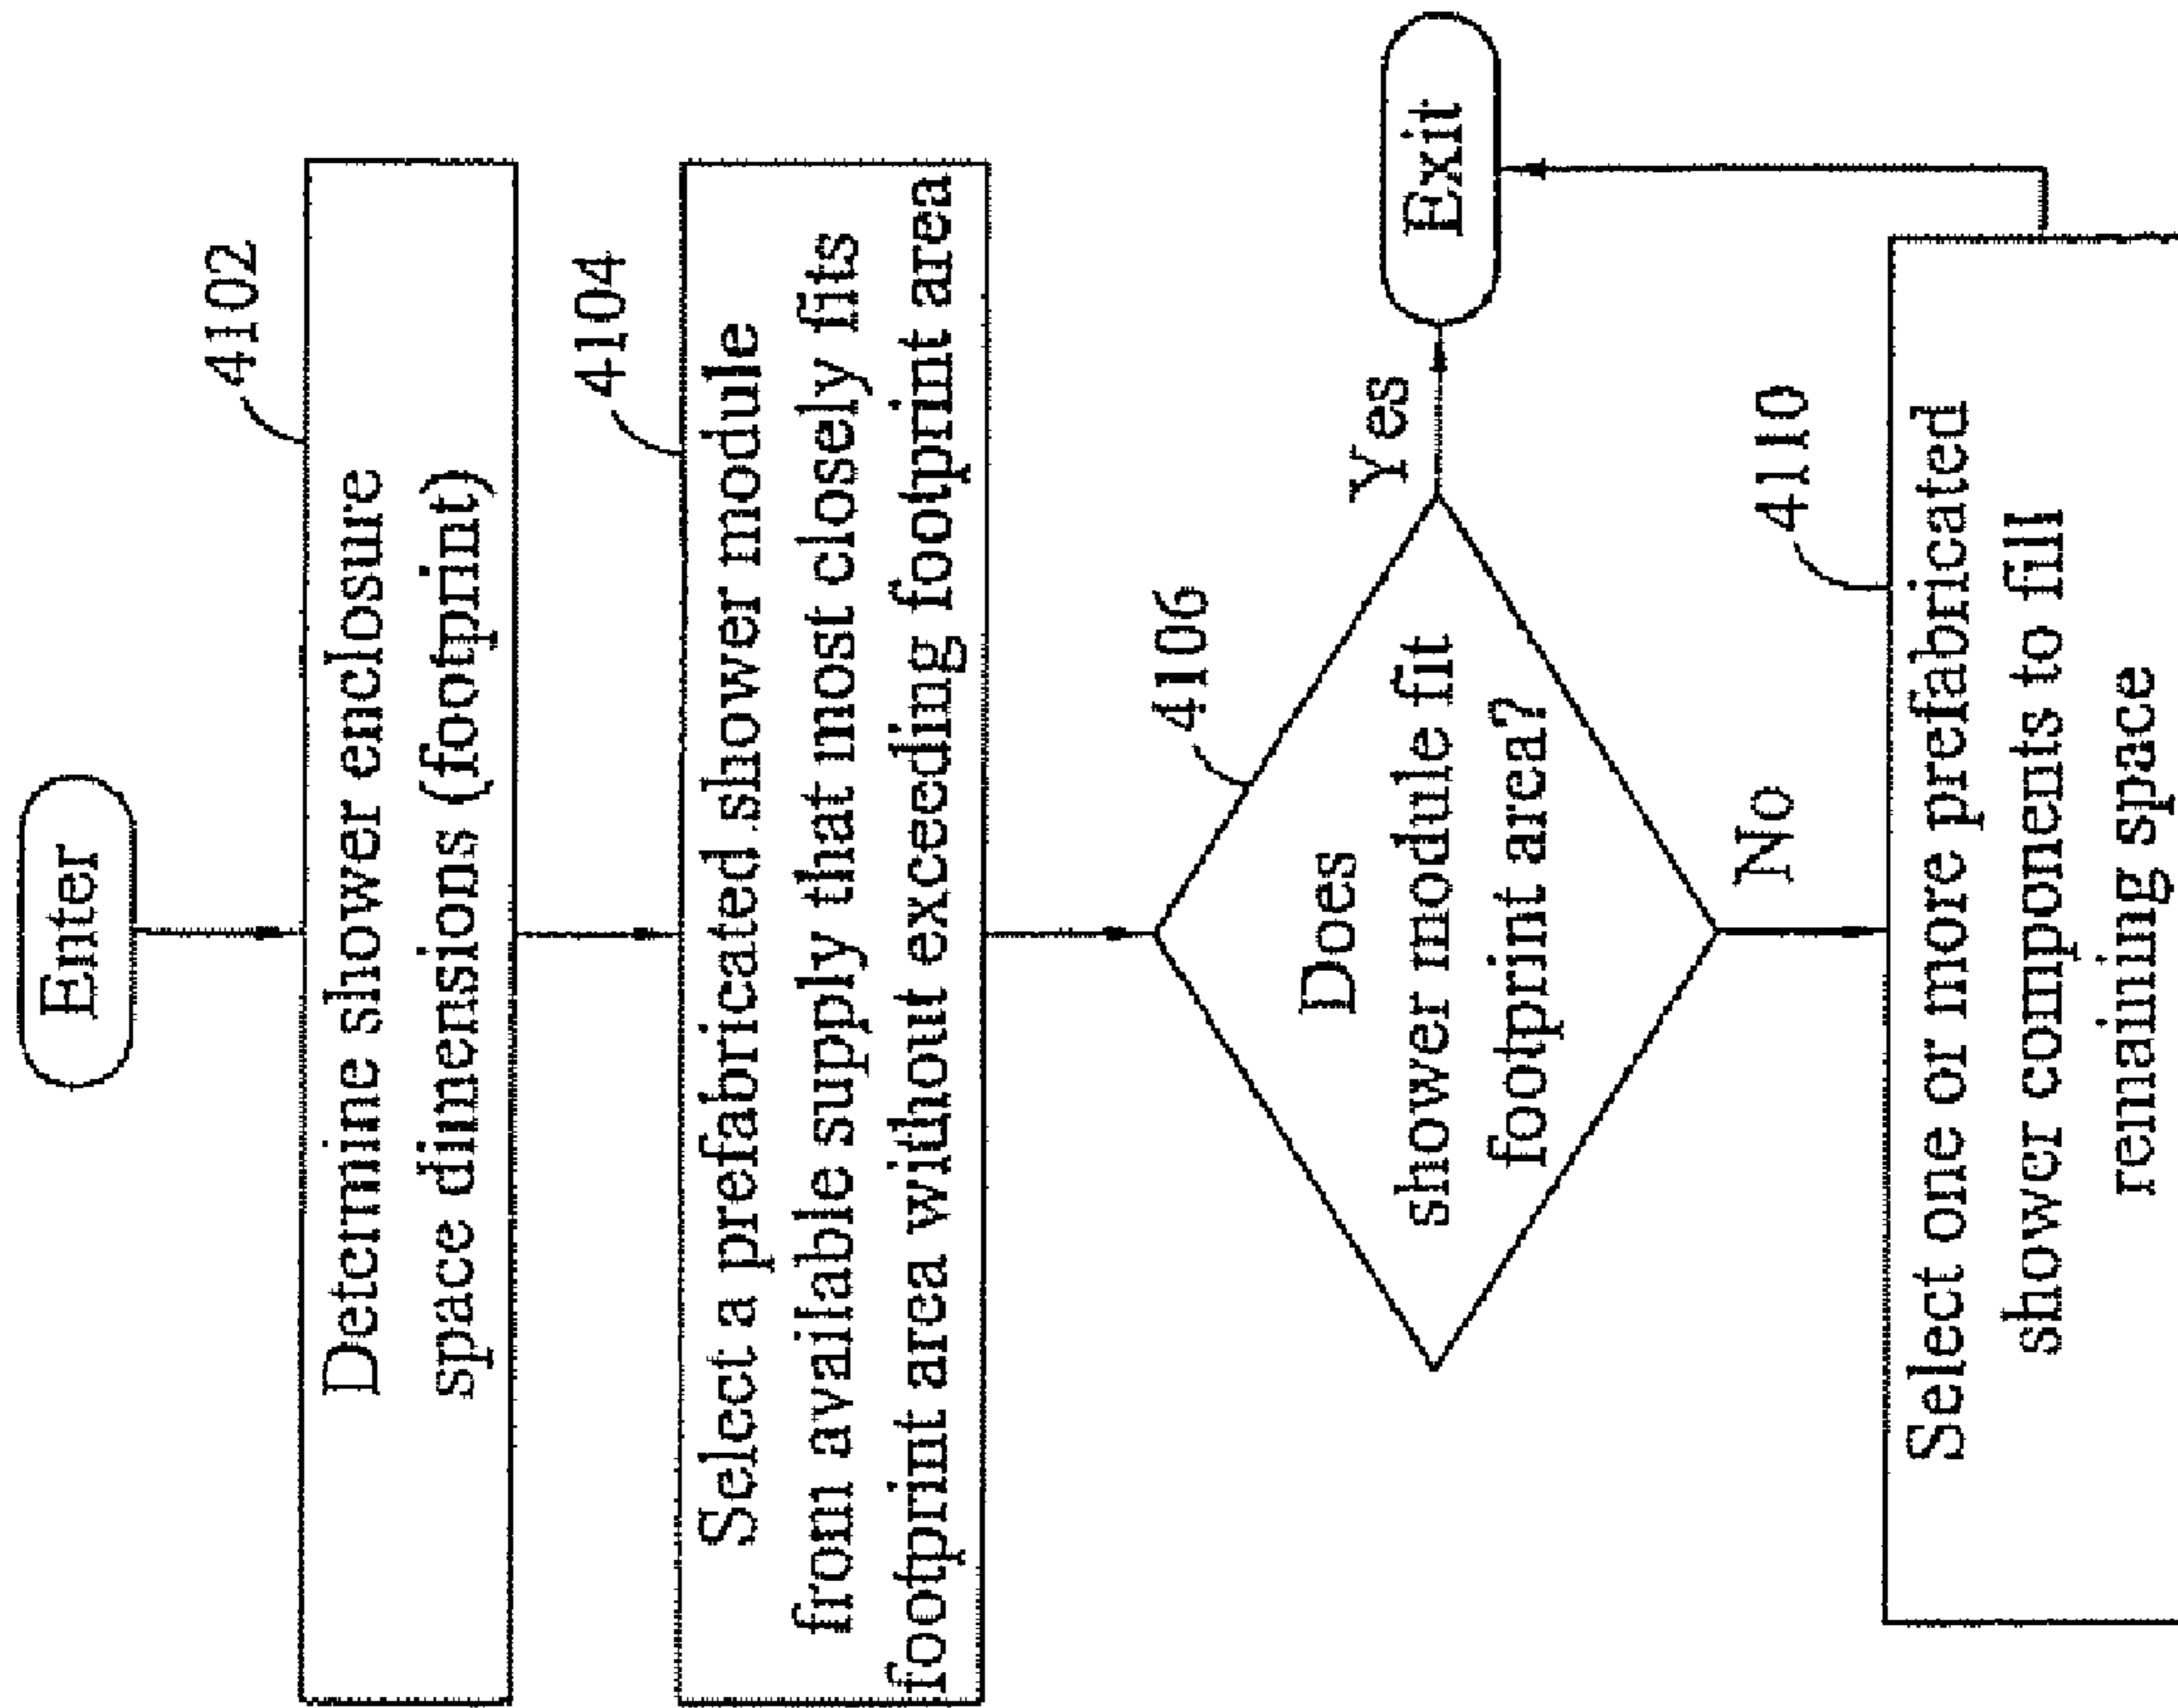 Enter
4102
Determine shower enclosure
space dimensions (footprint)
4104
Select a prefabricated shower module
from available supply that most closely fits
footprint area without exceeding footprint area
4106
Does
shower module fit
footprint area?
Yes
Exit
No
4110
Select one or more prefabricated
shower components to fill
remaining space